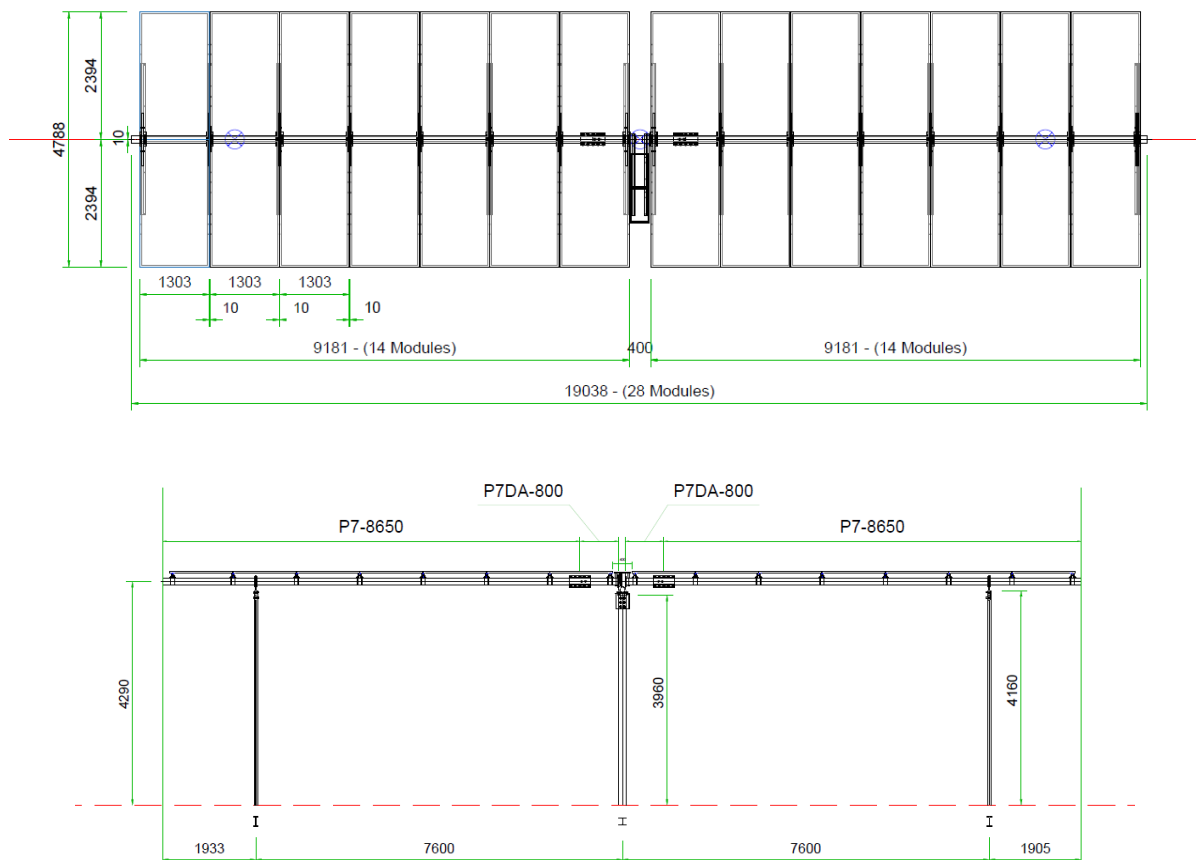 2394
4788
10
2394
1303 1303 1303
10 10 10
9181 - (14 Modules) 400 9181 - (14 Modules)
19038 - (28 Modules)
P7DA-800 P7DA-800
P7-8650 P7-8650
4290
3960
4160
1933 7600 7600 1905